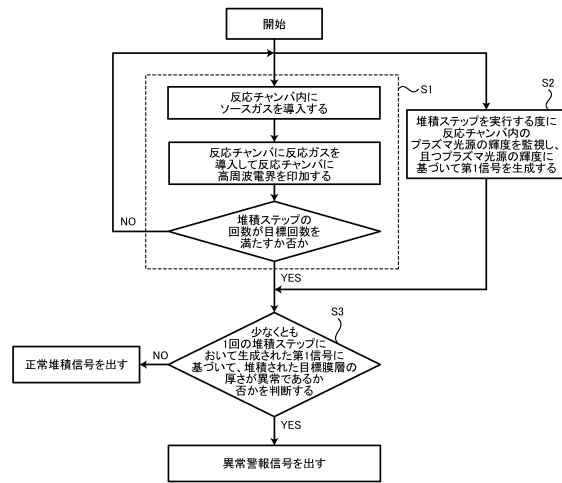 開始
S1
反応チャンバ内に
ソースガスを導入する
反応チャンバに反応ガスを
導入して反応チャンバに
高周波電界を印加する
NO
堆積ステップの
回数が目標回数を
満たすか否か
YES
S2
堆積ステップを実行する度に
反応チャンバ内の
プラズマ光源の輝度を監視し、
且つプラズマ光源の輝度に
基づいて第1信号を生成する
S3
少なくとも
1回の堆積ステップに
おいて生成された第1信号に
基づいて、堆積された目標膜層の
厚さが異常であるか
否かを判断する
NO
正常堆積信号を出す
YES
異常警報信号を出す